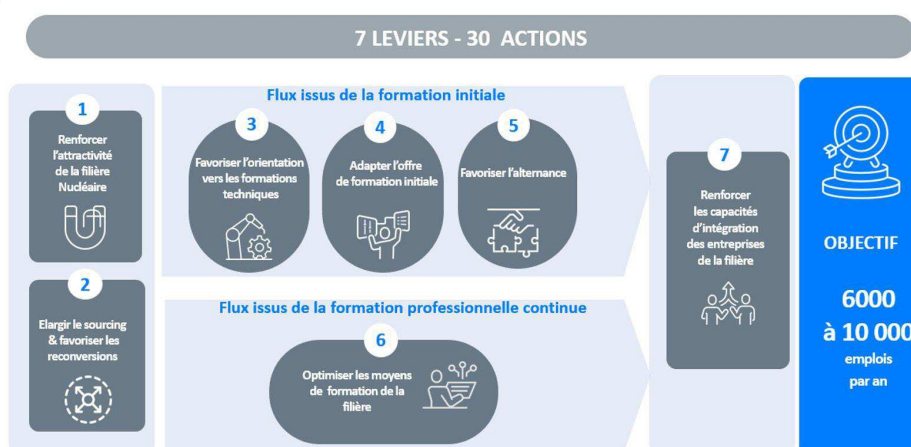 7 LEVIERS - 30 ACTIONS
1
Renforcer
l'attractivité
de la filière
Nucléaire
2
Elargir le sourcing
& favoriser les
reconversions
Flux issus de la formation initiale
3
Favoriser l'orientation
vers les formations
techniques
4
Adapter l'offre
de formation initiale
5
Favoriser l'alternance
Flux issus de la formation professionnelle continue
6
Optimiser les moyens
de formation de la
filière
7
Renforcer
les capacités
d'intégration
des entreprises
de la filière
OBJECTIF
6000
à 10 000
emplois
par an